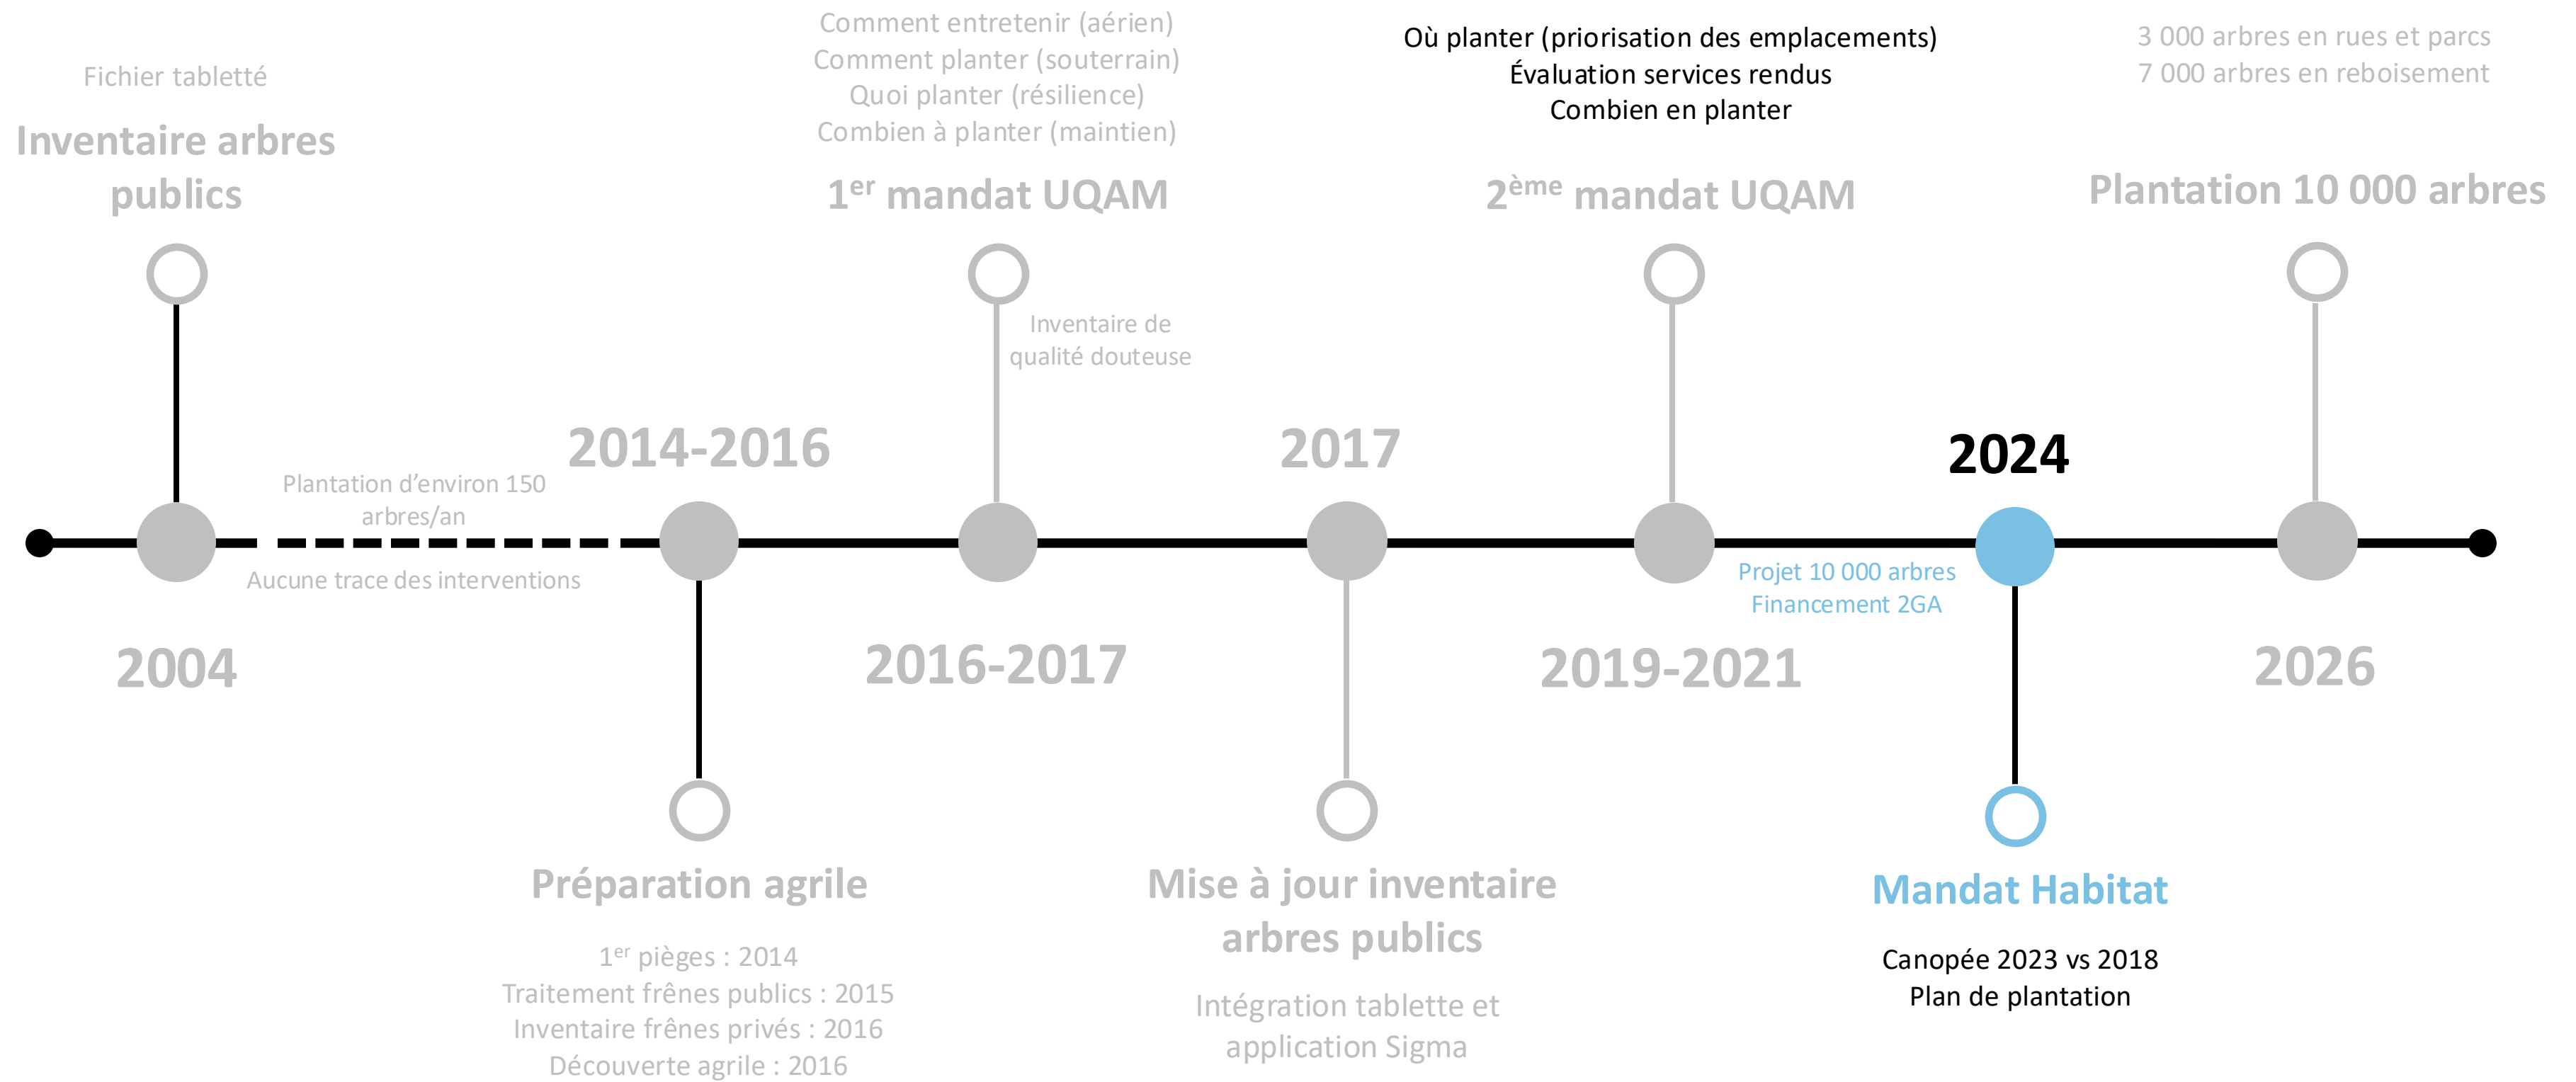 Fichier tabletté
Inventaire arbres
publics
Comment entretenir (aérien)
Comment planter (souterrain)
Quoi planter (résilience)
Combien à planter (maintien)
1er mandat UQAM
Inventaire de
qualité douteuse
Où planter (priorisation des emplacements)
Évaluation services rendus
Combien en planter
2ème mandat UQAM
3 000 arbres en rues et parcs
7 000 arbres en reboisement
Plantation 10 000 arbres
2014-2016
2017
2024
Plantation d’environ 150
arbres/an
Aucune trace des interventions
Projet 10 000 arbres
Financement 2GA
2004
2016-2017
2019-2021
2026
Préparation agrile
1er pièges : 2014
Traitement frênes publics : 2015
Inventaire frênes privés : 2016
Découverte agrile : 2016
Mise à jour inventaire
arbres publics
Intégration tablette et
application Sigma
Mandat Habitat
Canopée 2023 vs 2018
Plan de plantation